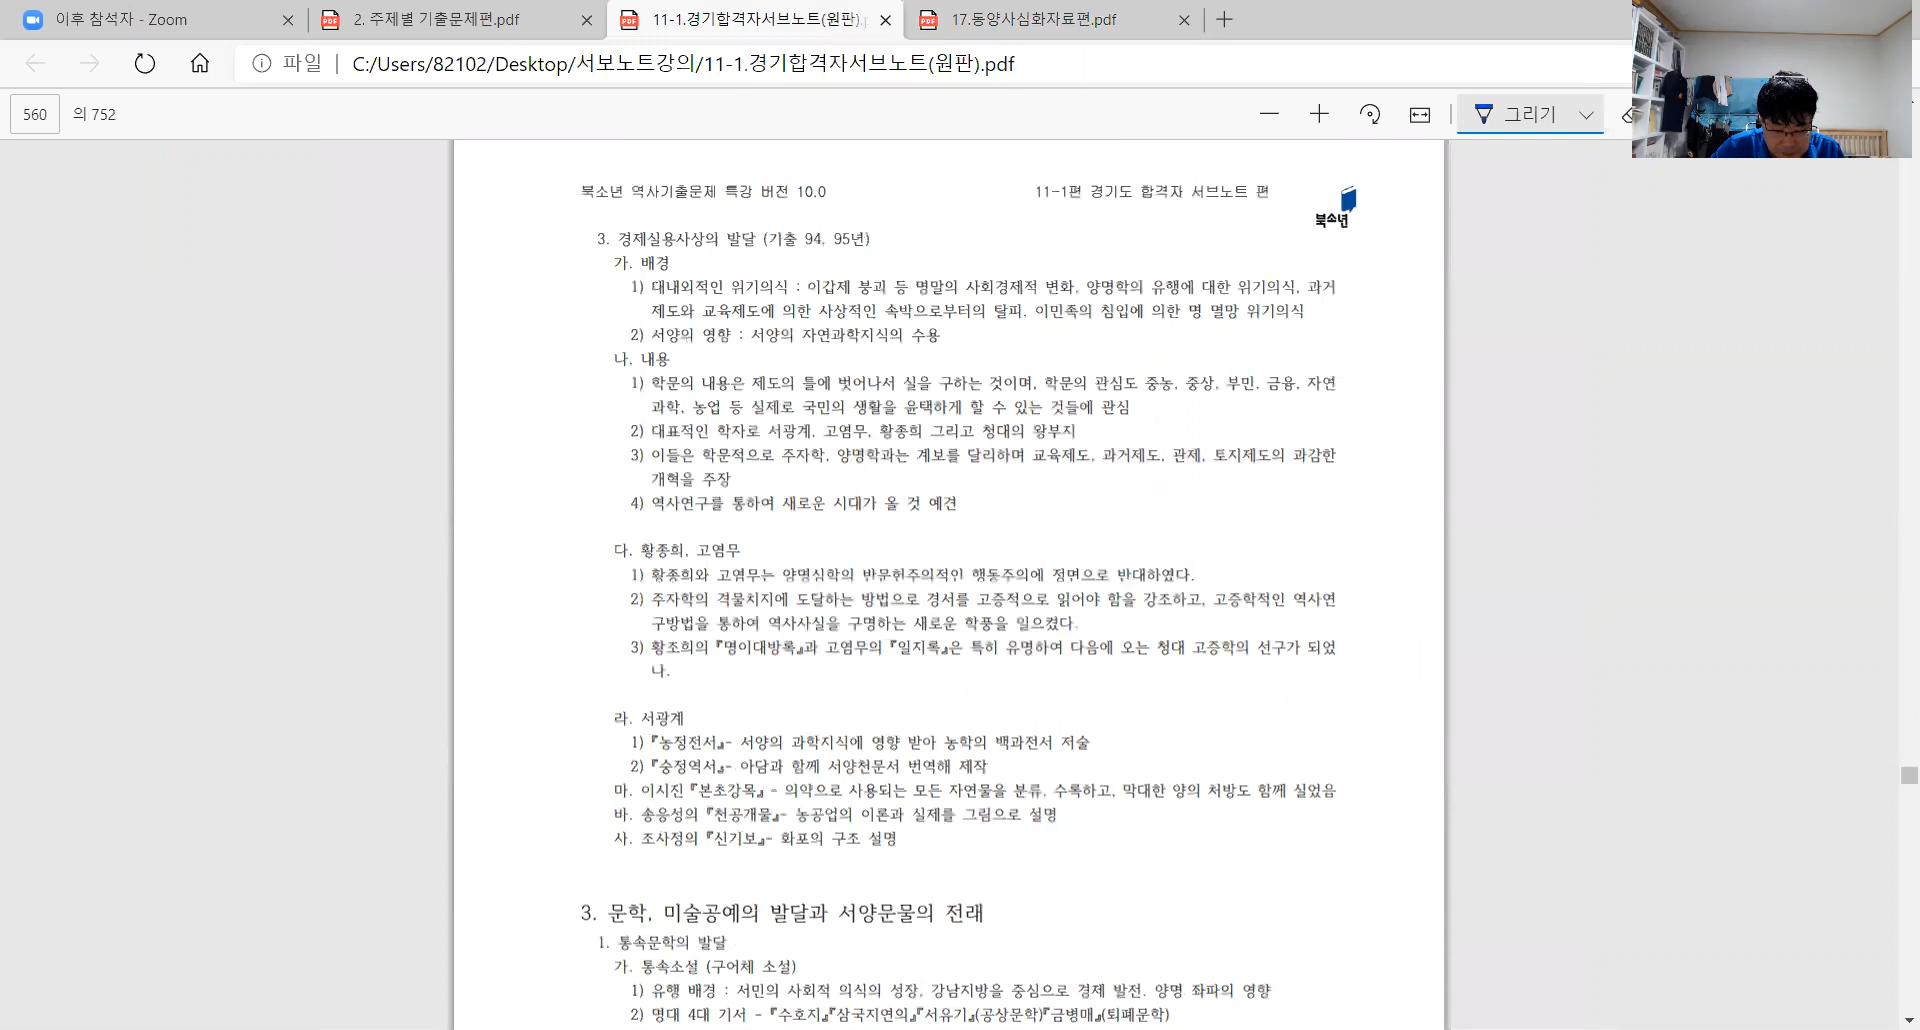 이후 참석자 - Zoom
2. 주제별 기출문제편.pdf
11-1.경기합격자서브노트(원판).p
17.동양사심화자료편.pdf
파일 | C:/Users/82102/Desktop/서보노트강의/11-1.경기합격자서브노트(원판).pdf
560 의 752
그리기
북소년 역사기출문제 특강 버전 10.0
11-1편 경기도 합격자 서브노트 편
북소년
3. 경제실용사상의 발달 (기출 94, 95년)
가. 배경
1) 대내외적인 위기의식 : 이갑제 붕괴 등 명말의 사회경제적 변화, 양명학의 유행에 대한 위기의식, 과거
제도와 교육제도에 의한 사상적인 속박으로부터의 탈피. 이민족의 침입에 의한 명 멸망 위기의식
2) 서양의 영향 : 서양의 자연과학지식의 수용
나. 내용
1) 학문의 내용은 제도의 틀에 벗어나서 실을 구하는 것이며, 학문의 관심도 중농, 중상, 부민, 금융, 자연
과학, 농업 등 실제로 국민의 생활을 윤택하게 할 수 있는 것들에 관심
2) 대표적인 학자로 서광계, 고염무, 황종희 그리고 청대의 왕부지
3) 이들은 학문적으로 주자학, 양명학과는 계보를 달리하며 교육제도, 과거제도, 관제, 토지제도의 과감한
개혁을 주장
4) 역사연구를 통하여 새로운 시대가 올 것 예견
다. 황종희, 고염무
1) 황종희와 고염무는 양명심학의 반문헌주의적인 행동주의에 정면으로 반대하였다.
2) 주자학의 격물치지에 도달하는 방법으로 경서를 고증적으로 읽어야 함을 강조하고, 고증학적인 역사연
구방법을 통하여 역사사실을 구명하는 새로운 학풍을 일으켰다.
3) 황조희의 『명이대방록』과 고염무의 『일지록』은 특히 유명하여 다음에 오는 청대 고증학의 선구가 되었
나.
라. 서광계
1) 『농정전서』- 서양의 과학지식에 영향 받아 농학의 백과전서 저술
2) 『숭정역서』- 아담과 함께 서양천문서 번역해 제작
마. 이시진 『본초강목』 - 의약으로 사용되는 모든 자연물을 분류, 수록하고, 막대한 양의 처방도 함께 실었음
바. 송응성의 『천공개물』- 농공업의 이론과 실제를 그림으로 설명
사. 조사정의 『신기보』- 화포의 구조 설명
3. 문학, 미술공예의 발달과 서양문물의 전래
1. 통속문학의 발달
가. 통속소설 (구어체 소설)
1) 유행 배경 : 서민의 사회적 의식의 성장, 강남지방을 중심으로 경제 발전. 양명 좌파의 영향
2) 명대 4대 기서 - 『수호지』『삼국지연의』『서유기』(공상문학)『금병매』(퇴폐문학)